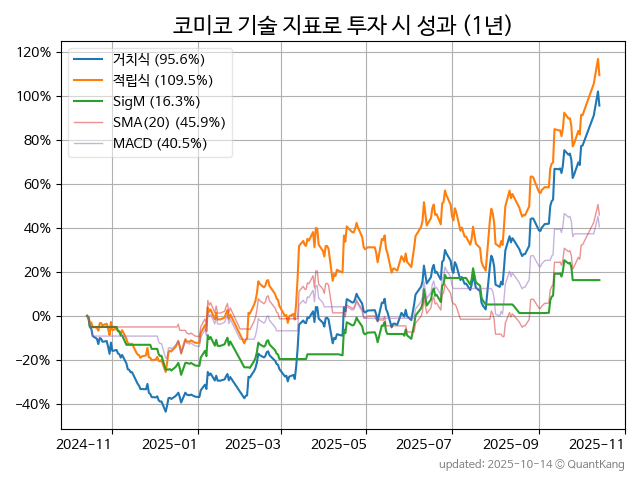 코미코 기술 지표로 투자 시 성과 (1년)
거치식 (95.6%)
적립식 (109.5%)
SigM (16.3%)
SMA(20) (45.9%)
MACD (40.5%)
120%
100%
80%
60%
40%
20%
0%
−20%
−40%
2024−11
2025−01
2025−03
2025−05
2025−07
2025−09
2025−11
updated: 2025-10-14 © QuantKang